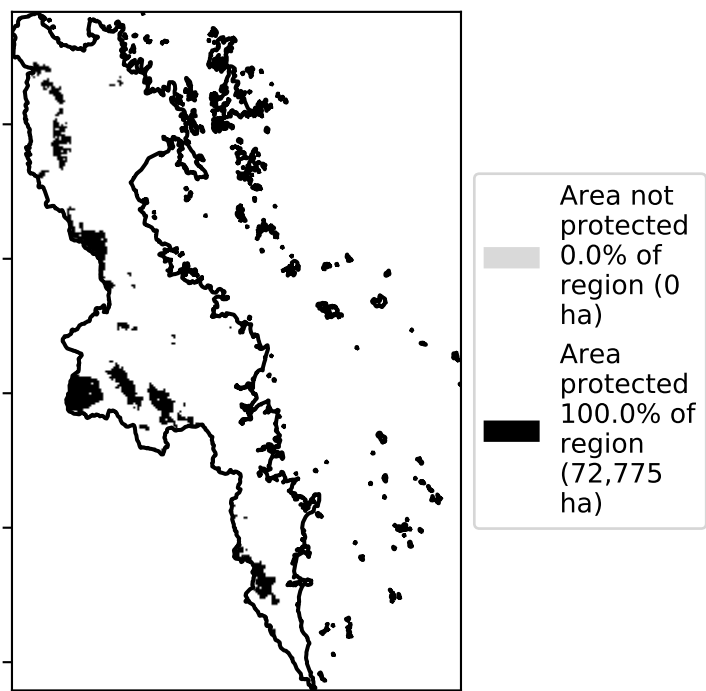 Area not
protected
0.0% of
region (0
ha)
Area
protected
100.0% of
region
(72,775
ha)